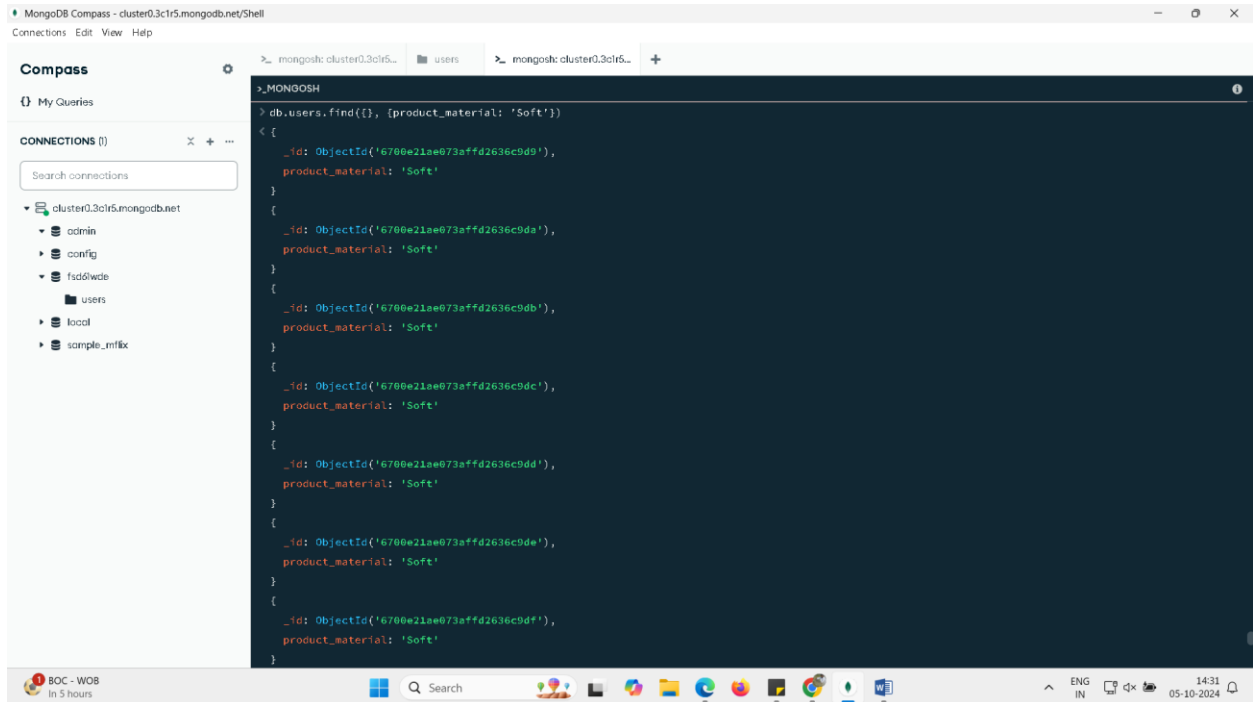 MongoDB Compass - cluster0.3c1r5.mongodb.net/Shell
Connections Edit View Help
Compass
{} My Queries
CONNECTIONS (1)
Search connections
cluster0.3c1r5.mongodb.net
admin
config
fsd61wde
users
local
sample_mflix
>_ mongosh: cluster0.3c1r5...
users
>_ mongosh: cluster0.3c1r5...
>_MONGOSH
> db.users.find({}, {product_material: 'Soft'})
< {
_id: ObjectId('6700e21ae073affd2636c9d9'),
product_material: 'Soft'
}
{
_id: ObjectId('6700e21ae073affd2636c9da'),
product_material: 'Soft'
}
{
_id: ObjectId('6700e21ae073affd2636c9db'),
product_material: 'Soft'
}
{
_id: ObjectId('6700e21ae073affd2636c9dc'),
product_material: 'Soft'
}
{
_id: ObjectId('6700e21ae073affd2636c9dd'),
product_material: 'Soft'
}
{
_id: ObjectId('6700e21ae073affd2636c9de'),
product_material: 'Soft'
}
{
_id: ObjectId('6700e21ae073affd2636c9df'),
product_material: 'Soft'
}
1
BOC - WOB
In 5 hours
Search
ENG
IN
14:31
05-10-2024